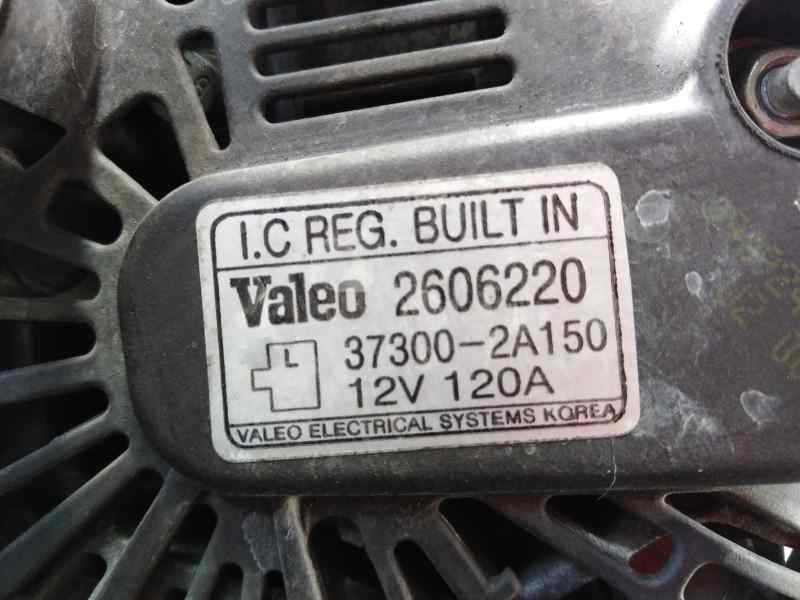 I.C REG. BUILT IN
Valeo 2606220
L 37300-2A150
12V 120A
VALEO ELECTRICAL SYSTEMS KOREA